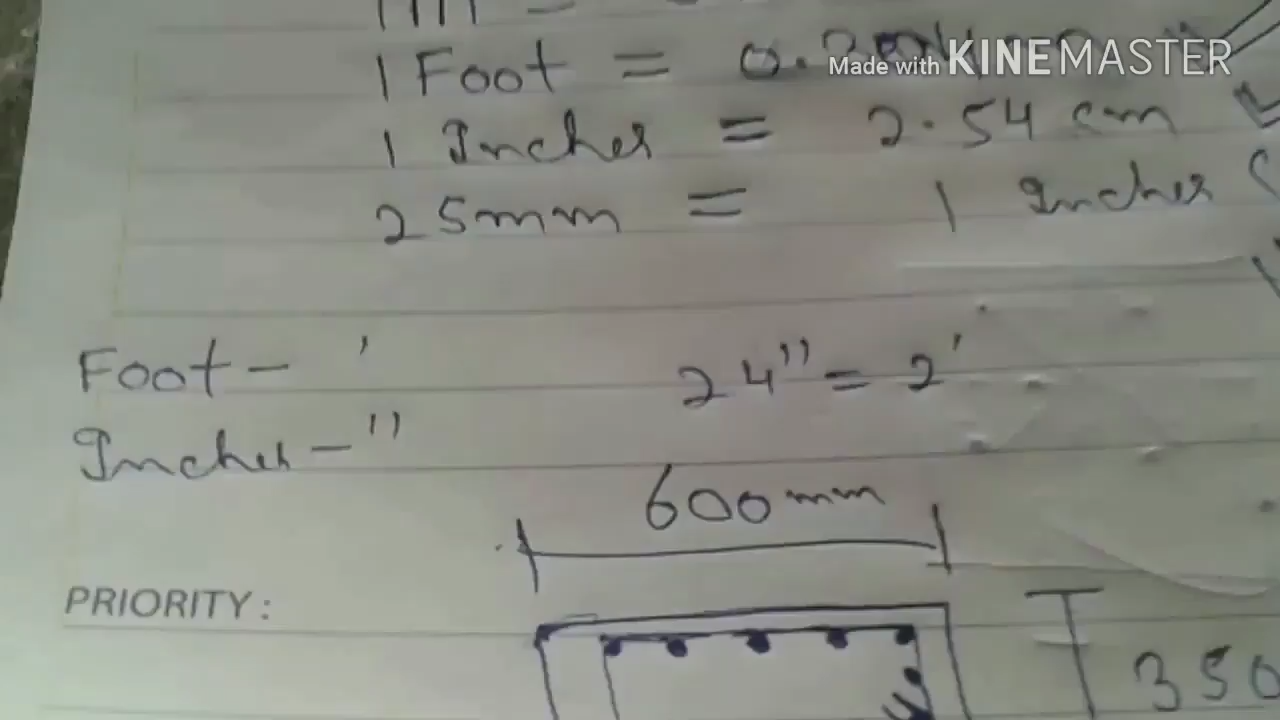 1 Foot =
Made with KINEMASTER
1 Inches = 2.54 cm
25mm = 1 Inches
Foot - '
24" = 2'
Inches - "
600mm
PRIORITY :
350